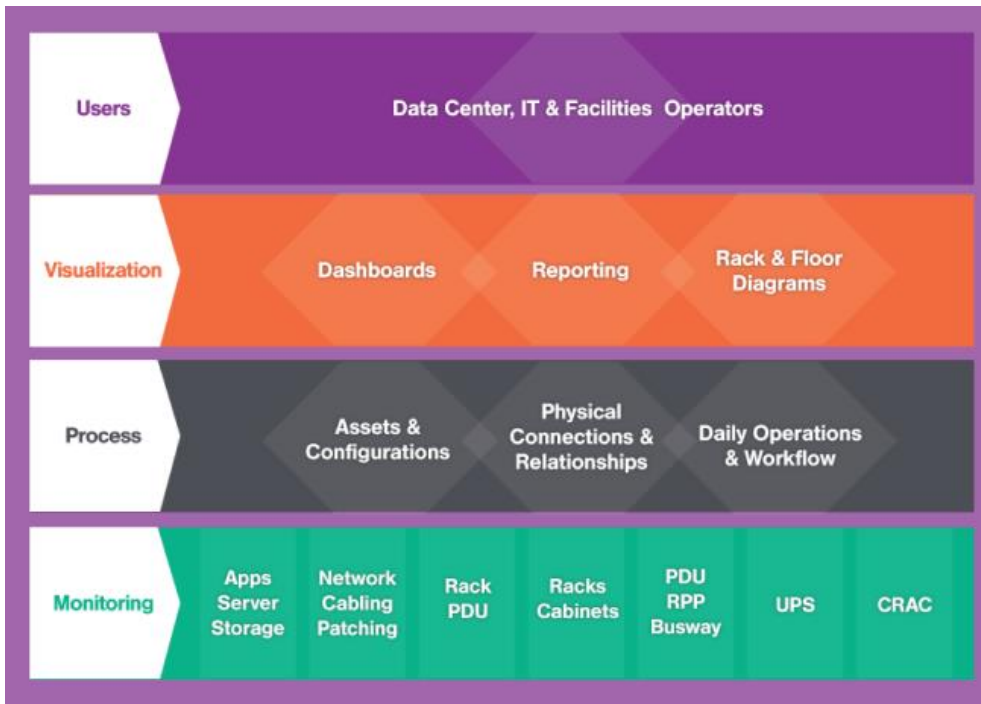 Users
Data Center, IT & Facilities Operators
Visualization
Dashboards
Reporting
Rack & Floor
Diagrams
Process
Assets &
Configurations
Physical
Connections &
Relationships
Daily Operations
& Workflow
Monitoring
Apps
Server
Storage
Network
Cabling
Patching
Rack
PDU
Racks
Cabinets
PDU
RPP
Busway
UPS
CRAC